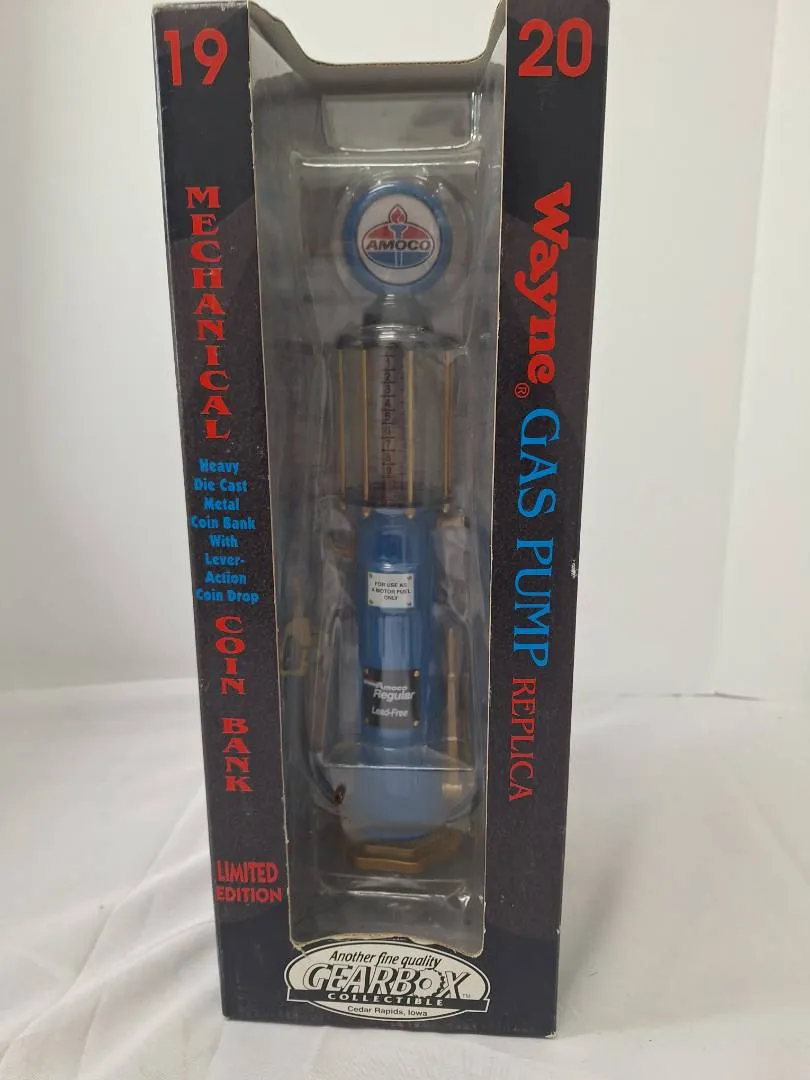 19
20
MECHANICAL
Heavy
Die Cast
Metal
Coin Bank
With
Lever-
Action
Coin Drop
COIN BANK
LIMITED
EDITION
Wayne® GAS PUMP REPLICA
AMOCO
1
2
3
4
5
6
7
8
9
FOR USE AS
A MOTOR FUEL
ONLY
Amoco
Regular
Lead-Free
Another fine quality
GEARBOX™
COLLECTIBLE
Cedar Rapids, Iowa